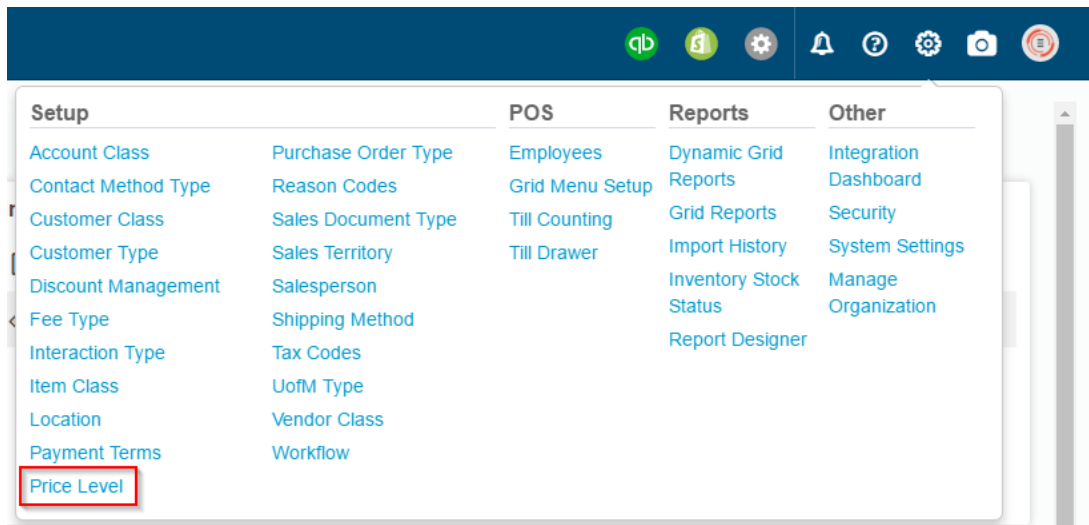 qb
S
?
Setup
Account Class
Contact Method Type
Customer Class
Customer Type
Discount Management
Fee Type
Interaction Type
Item Class
Location
Payment Terms
Price Level
Purchase Order Type
Reason Codes
Sales Document Type
Sales Territory
Salesperson
Shipping Method
Tax Codes
UofM Type
Vendor Class
Workflow
POS
Employees
Grid Menu Setup
Till Counting
Till Drawer
Reports
Dynamic Grid
Reports
Grid Reports
Import History
Inventory Stock
Status
Report Designer
Other
Integration
Dashboard
Security
System Settings
Manage
Organization